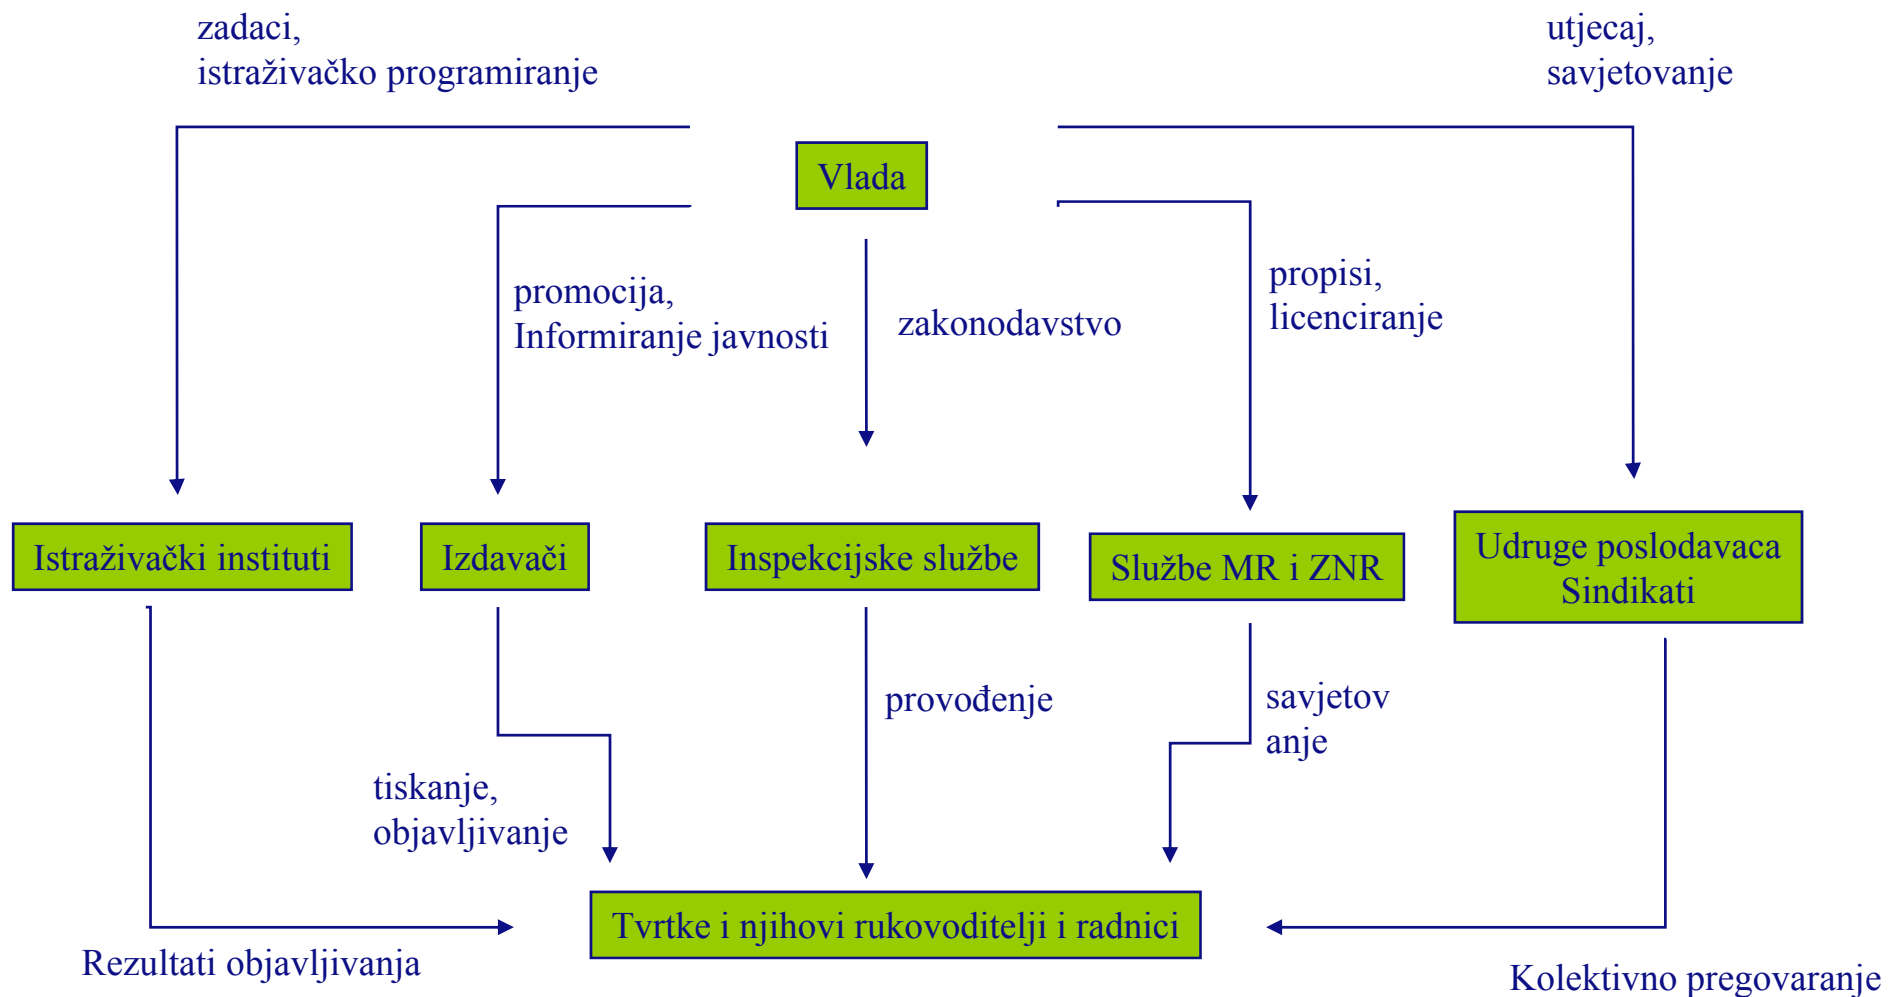 zadaci,
istraživačko programiranje
utjecaj,
savjetovanje
Vlada
promocija,
Informiranje javnosti
zakonodavstvo
propisi,
licenciranje
Istraživački instituti
Izdavači
Inspekcijske službe
Službe MR i ZNR
Udruge poslodavaca
Sindikati
provođenje
savjetov
anje
tiskanje,
objavljivanje
Tvrtke i njihovi rukovoditelji i radnici
Rezultati objavljivanja
Kolektivno pregovaranje